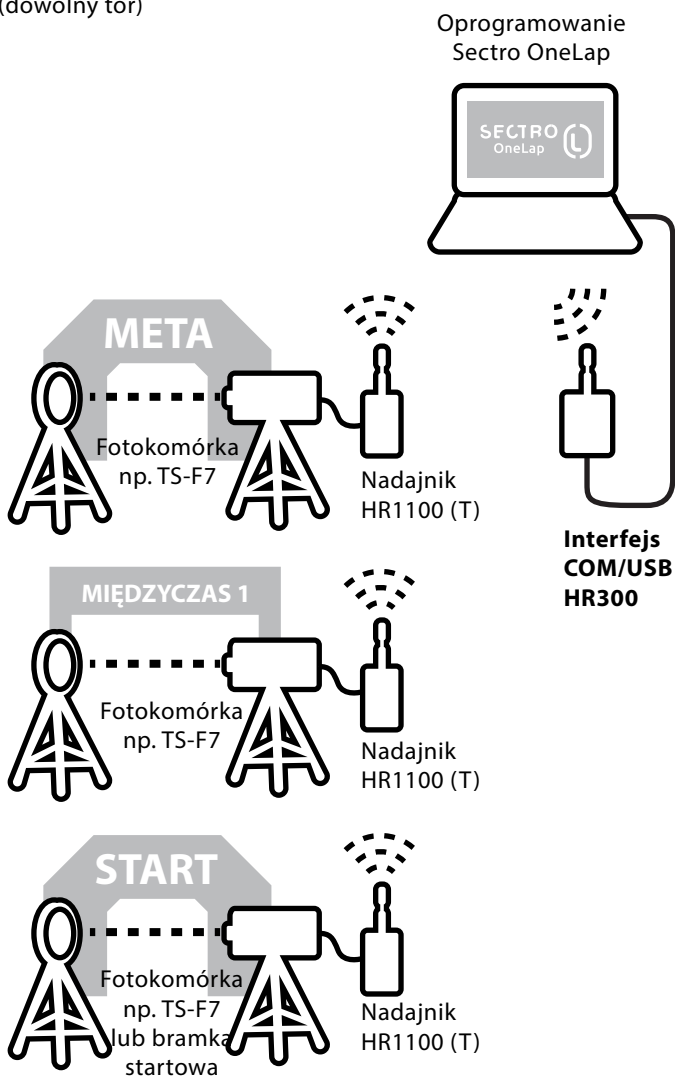 (dowolny tor)
Oprogramowanie
Sectro OneLap
SECTRO
OneLap
META
Fotokomórka
np. TS-F7
Nadajnik
HR1100 (T)
Interfejs
COM/USB
HR300
MIĘDZYCZAS 1
Fotokomórka
np. TS-F7
Nadajnik
HR1100 (T)
START
Fotokomórka
np. TS-F7
lub bramka
startowa
Nadajnik
HR1100 (T)